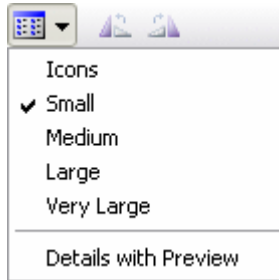 Icons
Small
Medium
Large
Very Large
Details with Preview